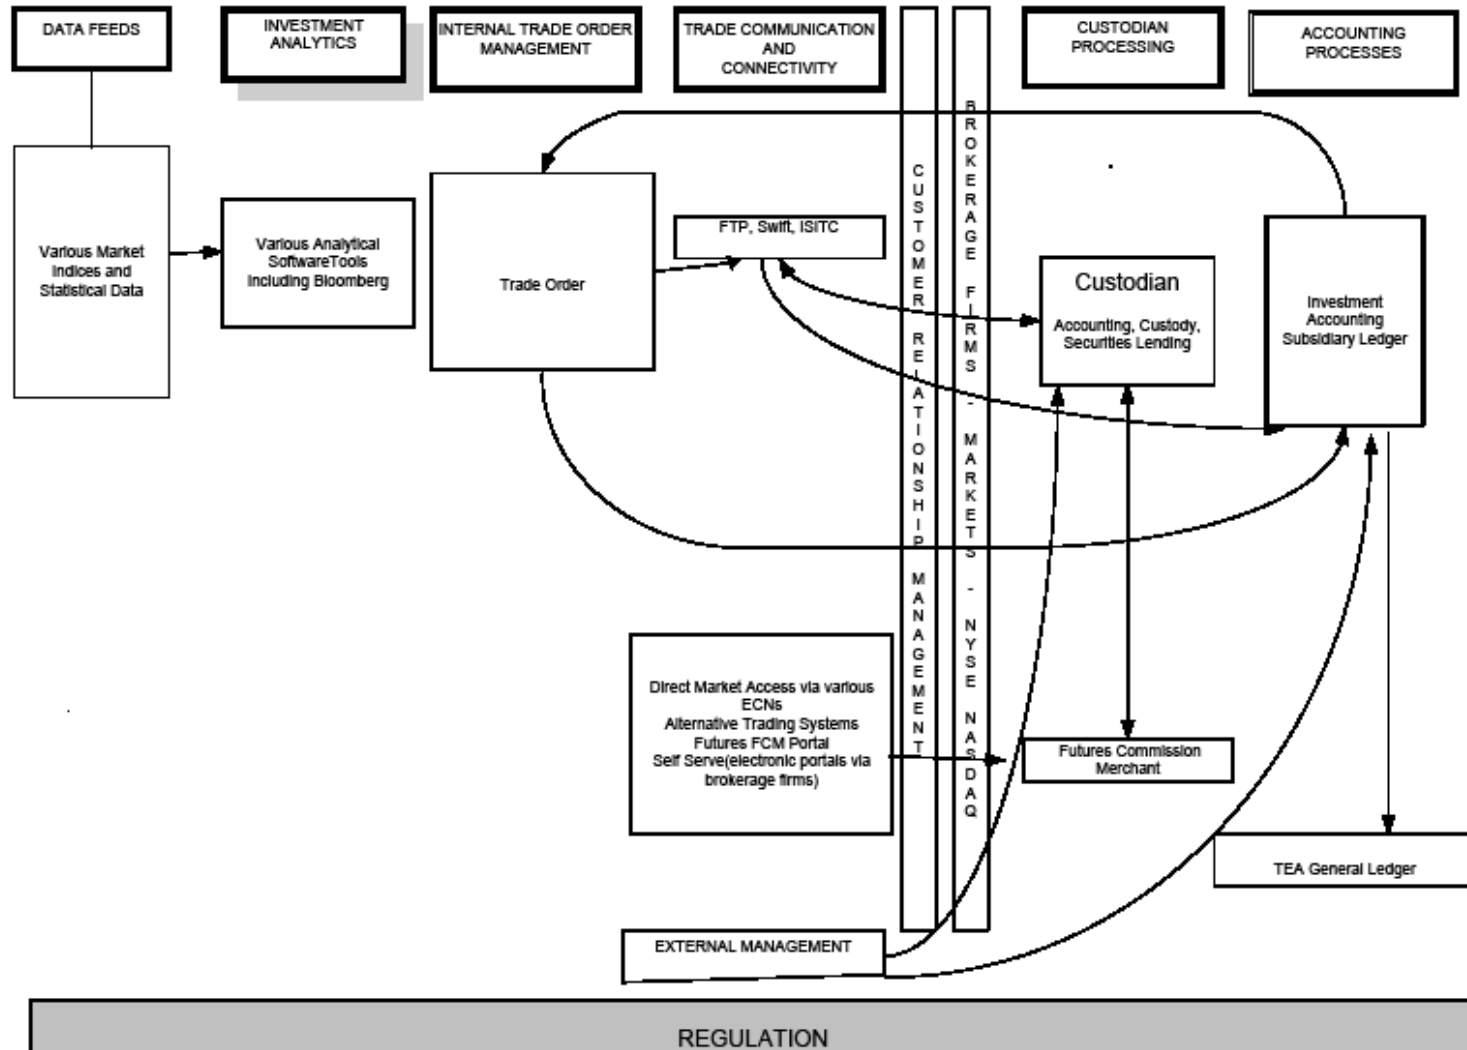 DATA FEEDS
INVESTMENT
ANALYTICS
INTERNAL TRADE ORDER
MANAGEMENT
TRADE COMMUNICATION
AND
CONNECTIVITY
CUSTODIAN
PROCESSING
ACCOUNTING
PROCESSES
CUSTOMER RELATIONSHIP MANAGEMENT
BROKERAGE FIRMS - MARKETS - NYSE NASDAQ
Various Market
Indices and
Statistical Data
Various Analytical
SoftwareTools
Including Bloomberg
Trade Order
FTP, Swift, ISITC
Custodian
Accounting, Custody,
Securities Lending
Investment
Accounting
Subsidiary Ledger
Direct Market Access via various
ECNs
Alternative Trading Systems
Futures FCM Portal
Self Serve(electronic portals via
brokerage firms)
Futures Commission
Merchant
TEA General Ledger
EXTERNAL MANAGEMENT
REGULATION